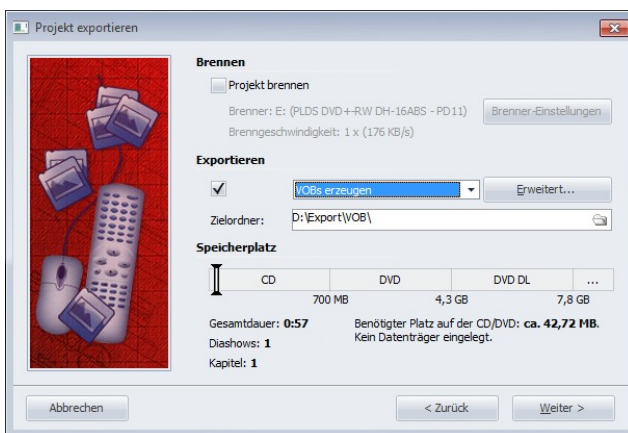 Projekt exportieren
Brennen
Projekt brennen
Brenner: E: (PLDS DVD+-RW DH-16ABS - PD11) Brenner-Einstellungen
Brenngeschwindigkeit: 1 x (176 KB/s)
Exportieren
VOBs erzeugen Erweitert...
Zielordner: D:\Export\VOB\
Speicherplatz
CD DVD DVD DL ...
700 MB 4,3 GB 7,8 GB
Gesamtdauer: 0:57 Benötigter Platz auf der CD/DVD: ca. 42,72 MB.
Diashows: 1 Kein Datenträger eingelegt.
Kapitel: 1
Abbrechen < Zurück Weiter >